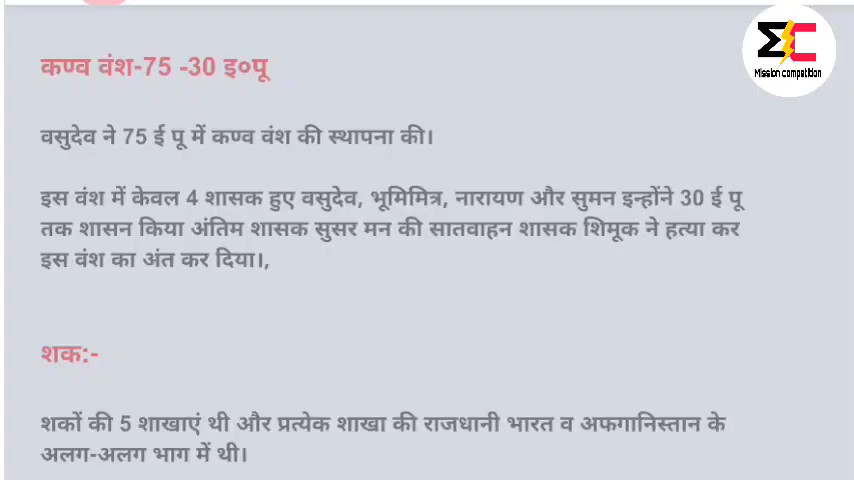 कण्व वंश-75 -30 इ०पू
Mission compatition
वसुदेव ने 75 ई पू में कण्व वंश की स्थापना की।
इस वंश में केवल 4 शासक हुए वसुदेव, भूमिमित्र, नारायण और सुमन इन्होंने 30 ई पू
तक शासन किया अंतिम शासक सुसर मन की सातवाहन शासक शिमूक ने हत्या कर
इस वंश का अंत कर दिया।,
शक:-
शकों की 5 शाखाएं थी और प्रत्येक शाखा की राजधानी भारत व अफगानिस्तान के
अलग-अलग भाग में थी।